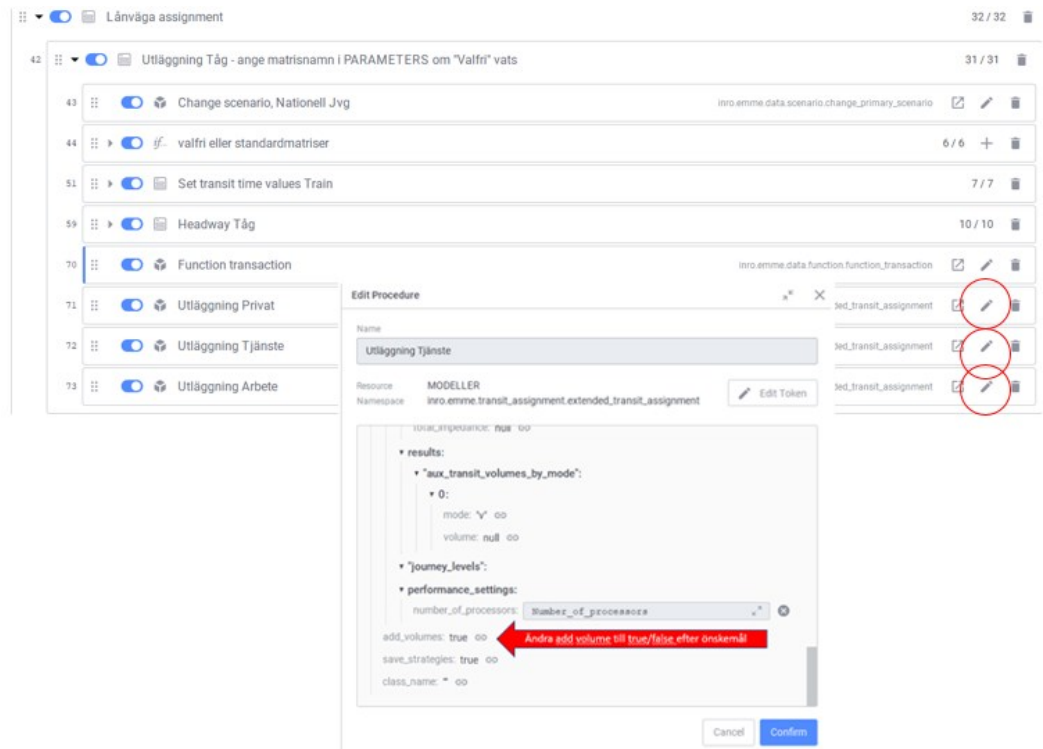 Lånväga assignment 32 / 32
42 Utläggning Tåg - ange matrisnamn i PARAMETERS om "Valfri" vats 31 / 31
43 Change scenario, Nationell Jvg inro.emme.data.scenario.change_primary_scenario
44 if.. valfri eller standardmatriser 6 / 6
51 Set transit time values Train 7 / 7
59 Headway Tåg 10 / 10
70 Function transaction inro.emme.data.function.function_transaction
71 Utläggning Privat ded_transit_assignment
72 Utläggning Tjänste ded_transit_assignment
73 Utläggning Arbete ded_transit_assignment
Edit Procedure
Name
Utläggning Tjänste
Resource MODELLER
Namespace inro.emme.transit_assignment.extended_transit_assignment
Edit Token
total_impedance: null
results:
"aux_transit_volumes_by_mode":
0:
mode: "v"
volume: null
"journey_levels":
performance_settings:
number_of_processors: Number_of_processors
add_volumes: true
Ändra add volume till true/false efter önskemål
save_strategies: true
class_name: ""
Cancel Confirm